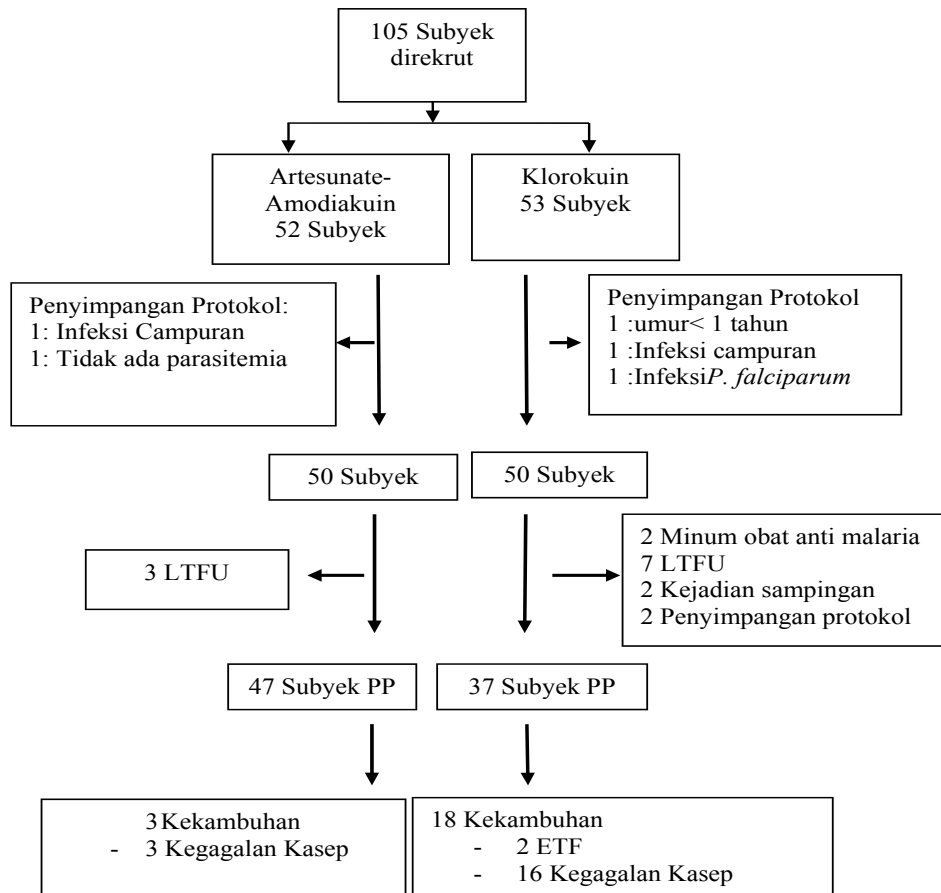 105 Subyek
direkrut
Artesunate-
Amodiakuin
52 Subyek
Klorokuin
53 Subyek
Penyimpangan Protokol:
1: Infeksi Campuran
1: Tidak ada parasitemia
Penyimpangan Protokol
1 :umur< 1 tahun
1 :Infeksi campuran
1 :InfeksiP. falciparum
50 Subyek
50 Subyek
3 LTFU
2 Minum obat anti malaria
7 LTFU
2 Kejadian sampingan
2 Penyimpangan protokol
47 Subyek PP
37 Subyek PP
3Kekambuhan
- 3 Kegagalan Kasep
18 Kekambuhan
- 2 ETF
- 16 Kegagalan Kasep